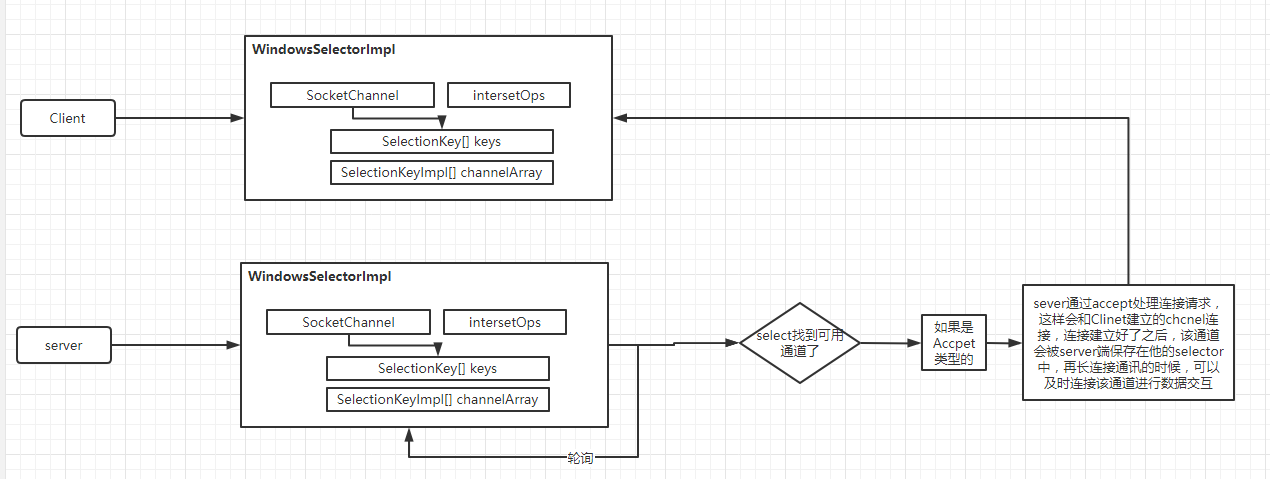 WindowsSelectorImpl
SocketChannel
intersetOps
Client
SelectionKey[] keys
SelectionKeyImpl[] channelArray
WindowsSelectorImpl
SocketChannel
intersetOps
server
SelectionKey[] keys
SelectionKeyImpl[] channelArray
轮询
select找到可用
通道了
如果是
Accpet
类型的
sever通过accept处理连接请求，
这样会和Clinet建立的chcnel连
接，连接建立好了之后，该通道
会被server端保存在他的selector
中，再长连接通讯的时候，可以
及时连接该通道进行数据交互